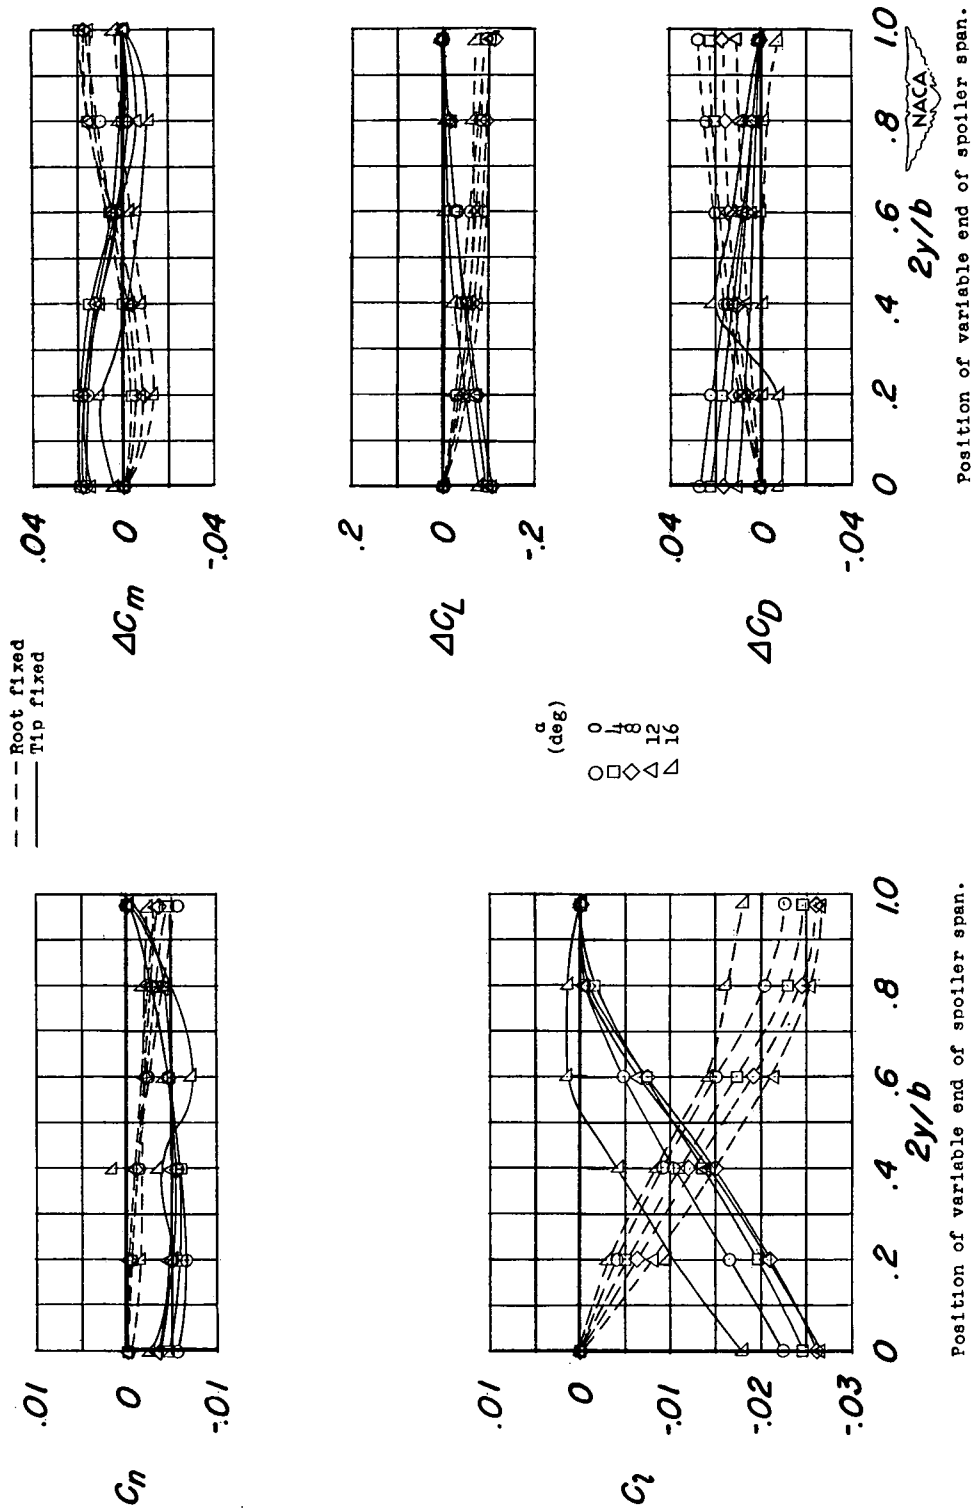 --- Root fixed
Tip fixed
.01
0
-.01
Cn
.01
0
-.01
-.02
-.03
Cl
0 .2 .4 .6 .8 1.0
2y/b
Position of variable end of spoiler span.
α
(deg)
0
4
8
12
16
.04
0
-.04
ΔCm
.2
0
-.2
ΔCL
.04
0
-.04
ΔCD
0 .2 .4 .6 .8 1.0
2y/b
NACA
Position of variable end of spoiler span.